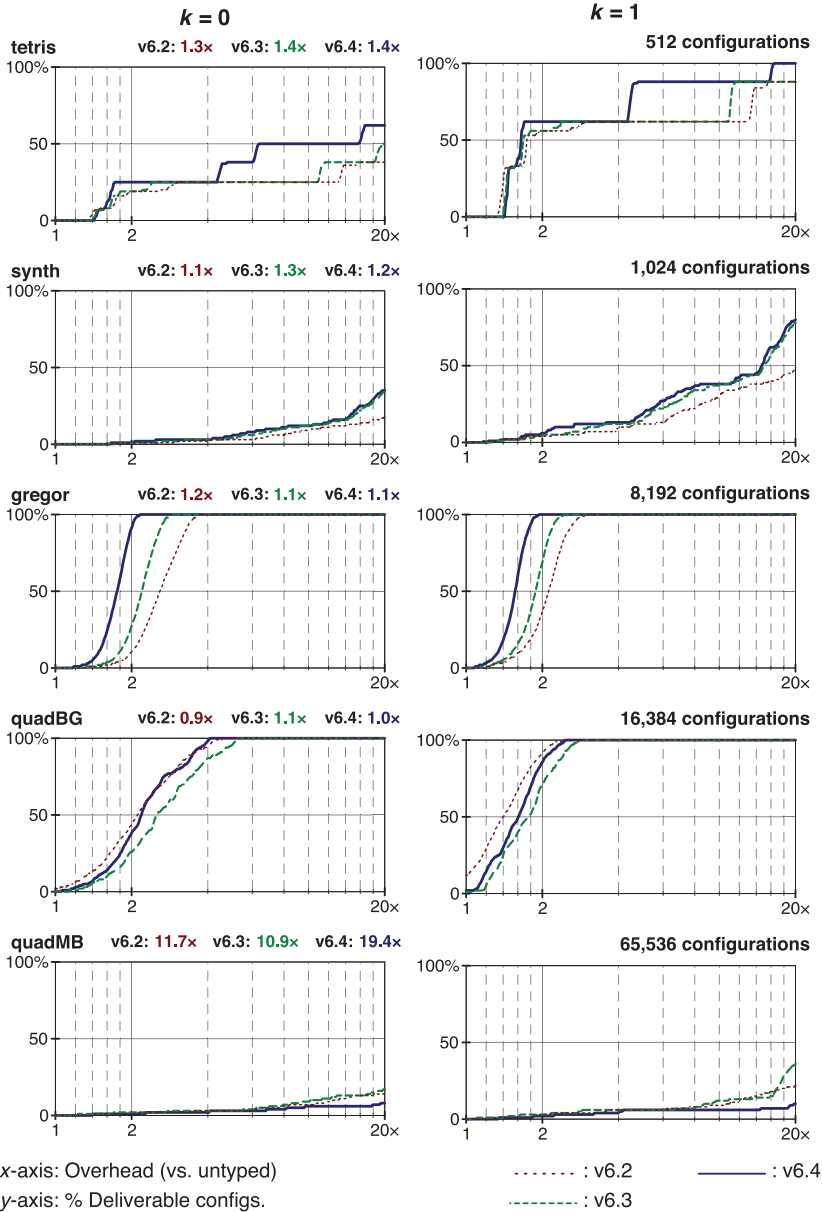 k = 0 k = 1
tetris v6.2: 1.3× v6.3: 1.4× v6.4: 1.4× 512 configurations
100% 100%
50 50
0 0
1 2 20× 1 2 20×
synth v6.2: 1.1× v6.3: 1.3× v6.4: 1.2× 1,024 configurations
100% 100%
50 50
0 0
1 2 20× 1 2 20×
gregor v6.2: 1.2× v6.3: 1.1× v6.4: 1.1× 8,192 configurations
100% 100%
50 50
0 0
1 2 20× 1 2 20×
quadBG v6.2: 0.9× v6.3: 1.1× v6.4: 1.0× 16,384 configurations
100% 100%
50 50
0 0
1 2 20× 1 2 20×
quadMB v6.2: 11.7× v6.3: 10.9× v6.4: 19.4× 65,536 configurations
100% 100%
50 50
0 0
1 2 20× 1 2 20×
x-axis: Overhead (vs. untyped) : v6.2 : v6.4
y-axis: % Deliverable configs. : v6.3